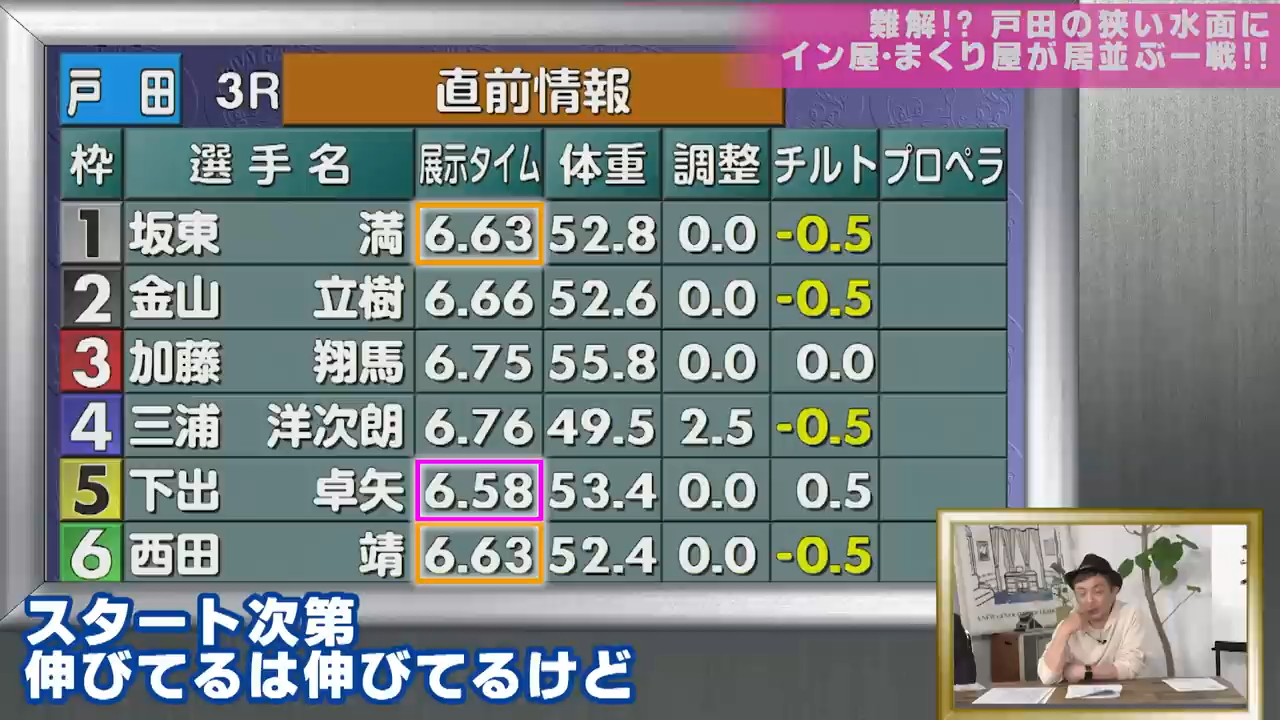 難解!? 戸田の狭い水面に
イン屋・まくり屋が居並ぶ一戦!!
戸田 3R 直前情報
枠 選手名 展示タイム 体重 調整 チルト プロペラ
1 坂東 満 6.63 52.8 0.0 -0.5
2 金山 立樹 6.66 52.6 0.0 -0.5
3 加藤 翔馬 6.75 55.8 0.0 0.0
4 三浦 洋次朗 6.76 49.5 2.5 -0.5
5 下出 卓矢 6.58 53.4 0.0 0.5
6 西田 靖 6.63 52.4 0.0 -0.5
スタート次第
伸びてるは伸びてるけど